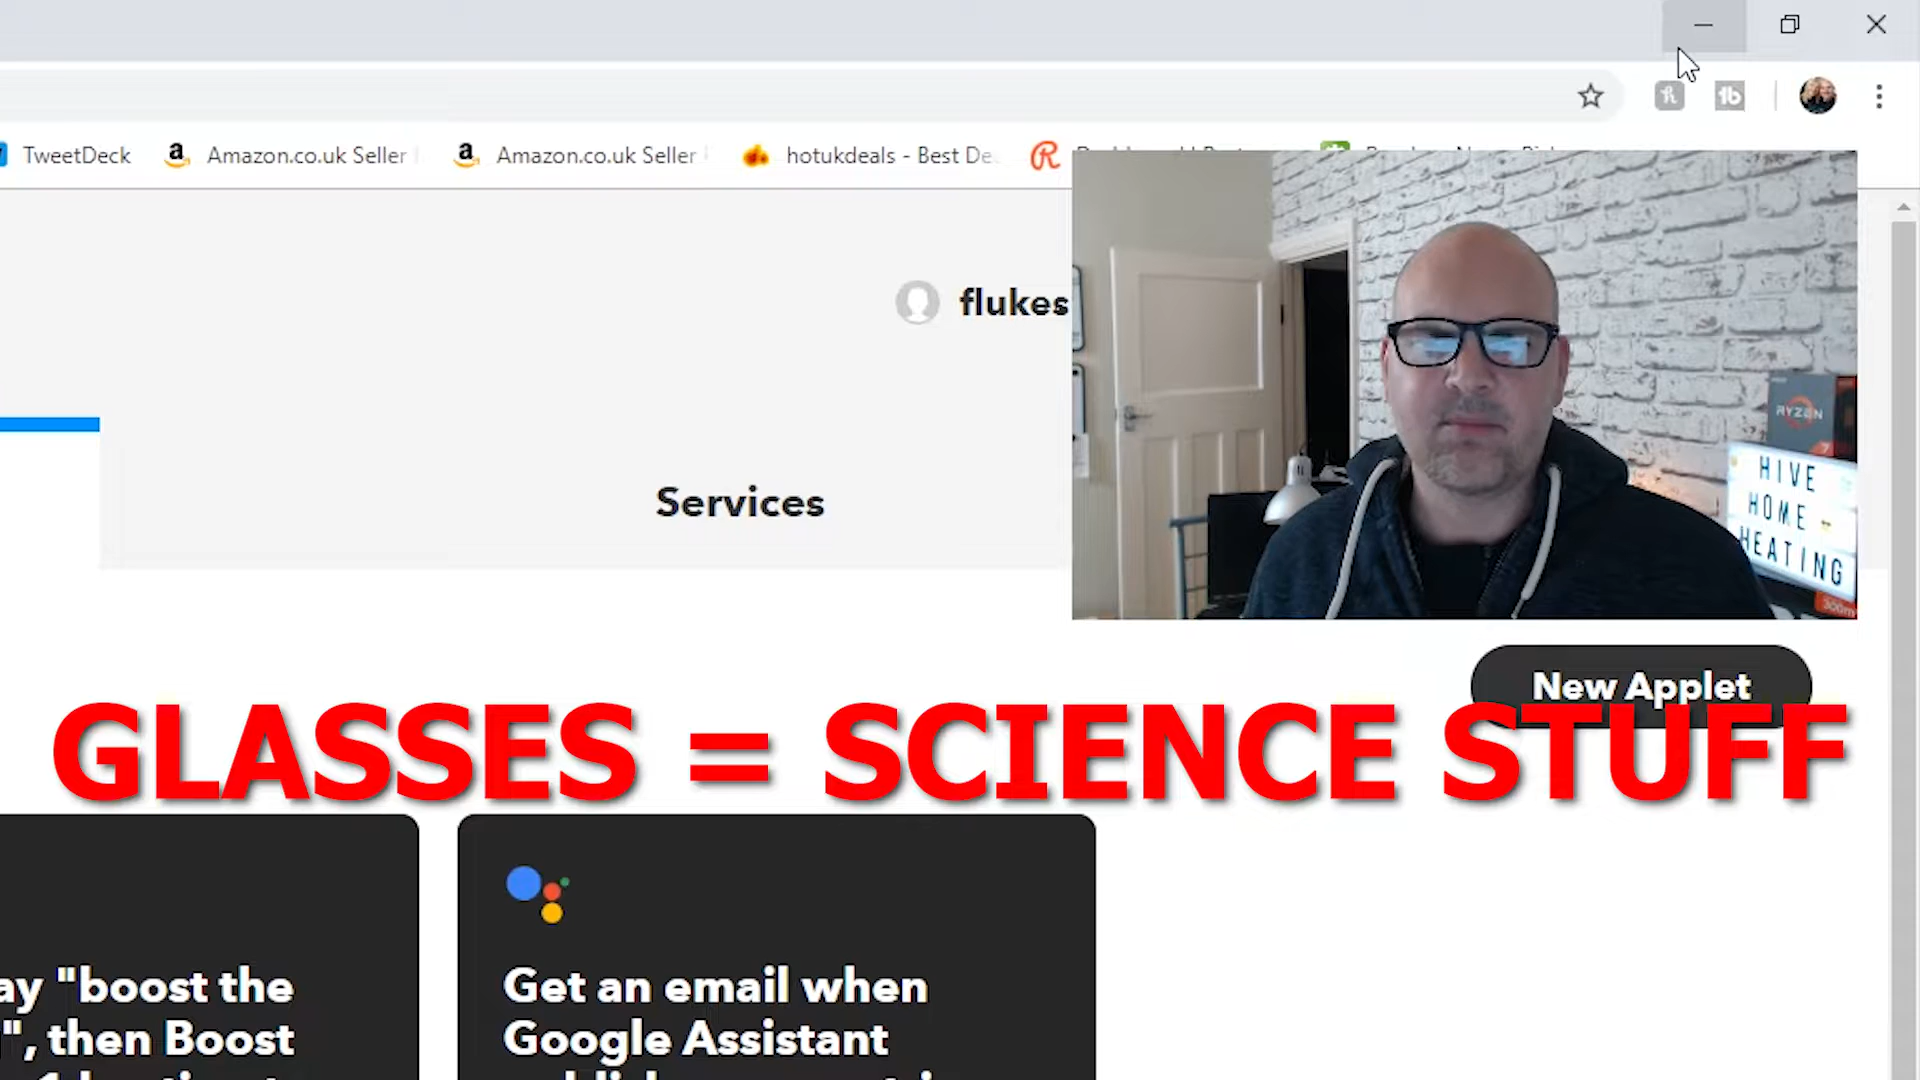 TweetDeck
Amazon.co.uk Seller
Amazon.co.uk Seller
hotukdeals - Best De
flukes
Services
RYZEN
HIVE
HOME
HEATING
New Applet
GLASSES = SCIENCE STUFF
ay "boost the
", then Boost
Get an email when
Google Assistant